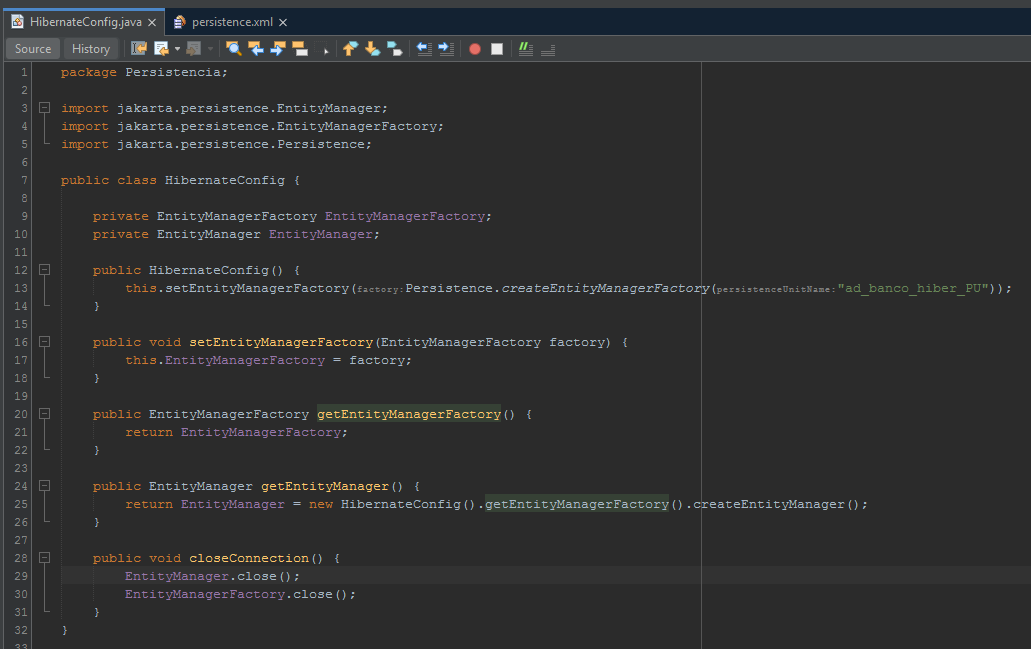 HibernateConfig.java persistence.xml
Source History
1 package Persistencia;
2
3 import jakarta.persistence.EntityManager;
4 import jakarta.persistence.EntityManagerFactory;
5 import jakarta.persistence.Persistence;
6
7 public class HibernateConfig {
8
9 private EntityManagerFactory EntityManagerFactory;
10 private EntityManager EntityManager;
11
12 public HibernateConfig() {
13 this.setEntityManagerFactory(factory:Persistence.createEntityManagerFactory(persistenceUnitName:"ad_banco_hiber_PU"));
14 }
15
16 public void setEntityManagerFactory(EntityManagerFactory factory) {
17 this.EntityManagerFactory = factory;
18 }
19
20 public EntityManagerFactory getEntityManagerFactory() {
21 return EntityManagerFactory;
22 }
23
24 public EntityManager getEntityManager() {
25 return EntityManager = new HibernateConfig().getEntityManagerFactory().createEntityManager();
26 }
27
28 public void closeConnection() {
29 EntityManager.close();
30 EntityManagerFactory.close();
31 }
32 }
33